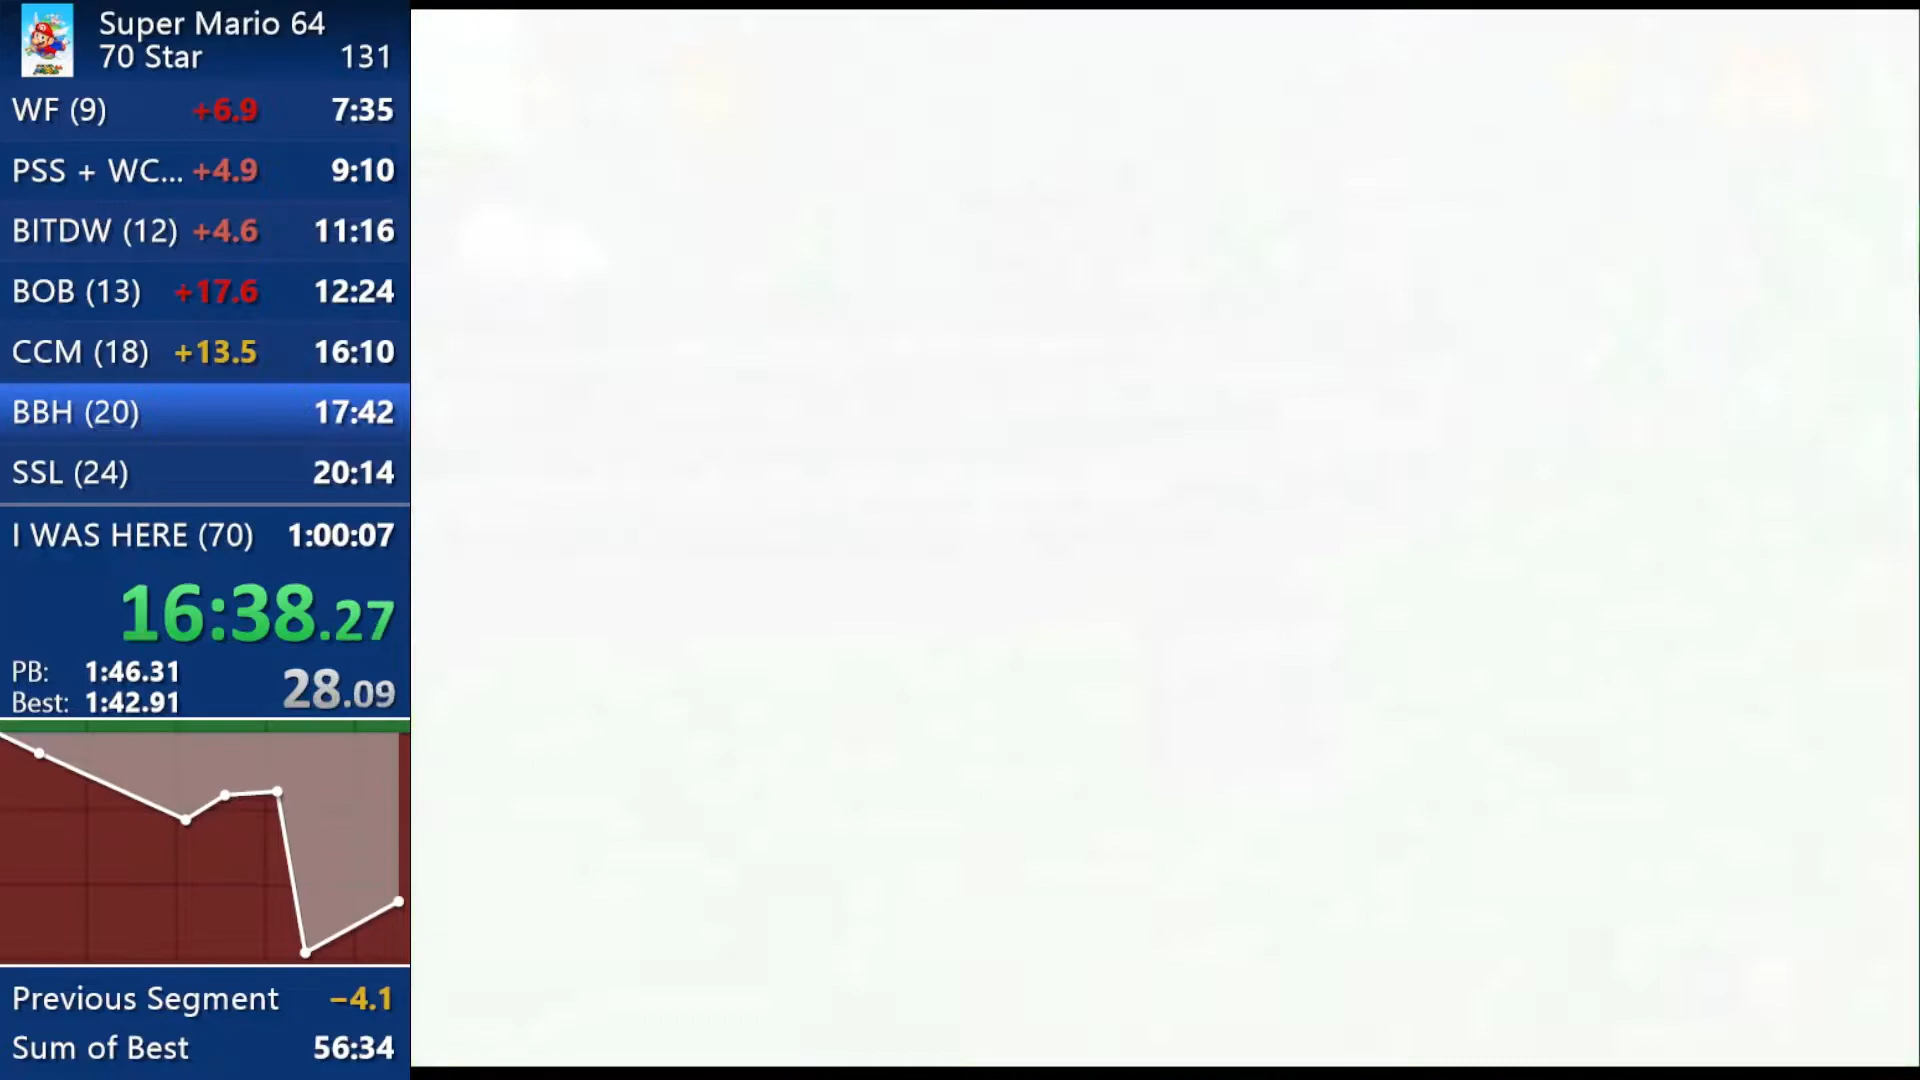 Super Mario 64
70 Star 131
WF (9) +6.9 7:35
PSS + WC... +4.9 9:10
BITDW (12) +4.6 11:16
BOB (13) +17.6 12:24
CCM (18) +13.5 16:10
BBH (20) 17:42
SSL (24) 20:14
I WAS HERE (70) 1:00:07
16:38.27
PB: 1:46.31
Best: 1:42.91
28.09
Previous Segment −4.1
Sum of Best 56:34